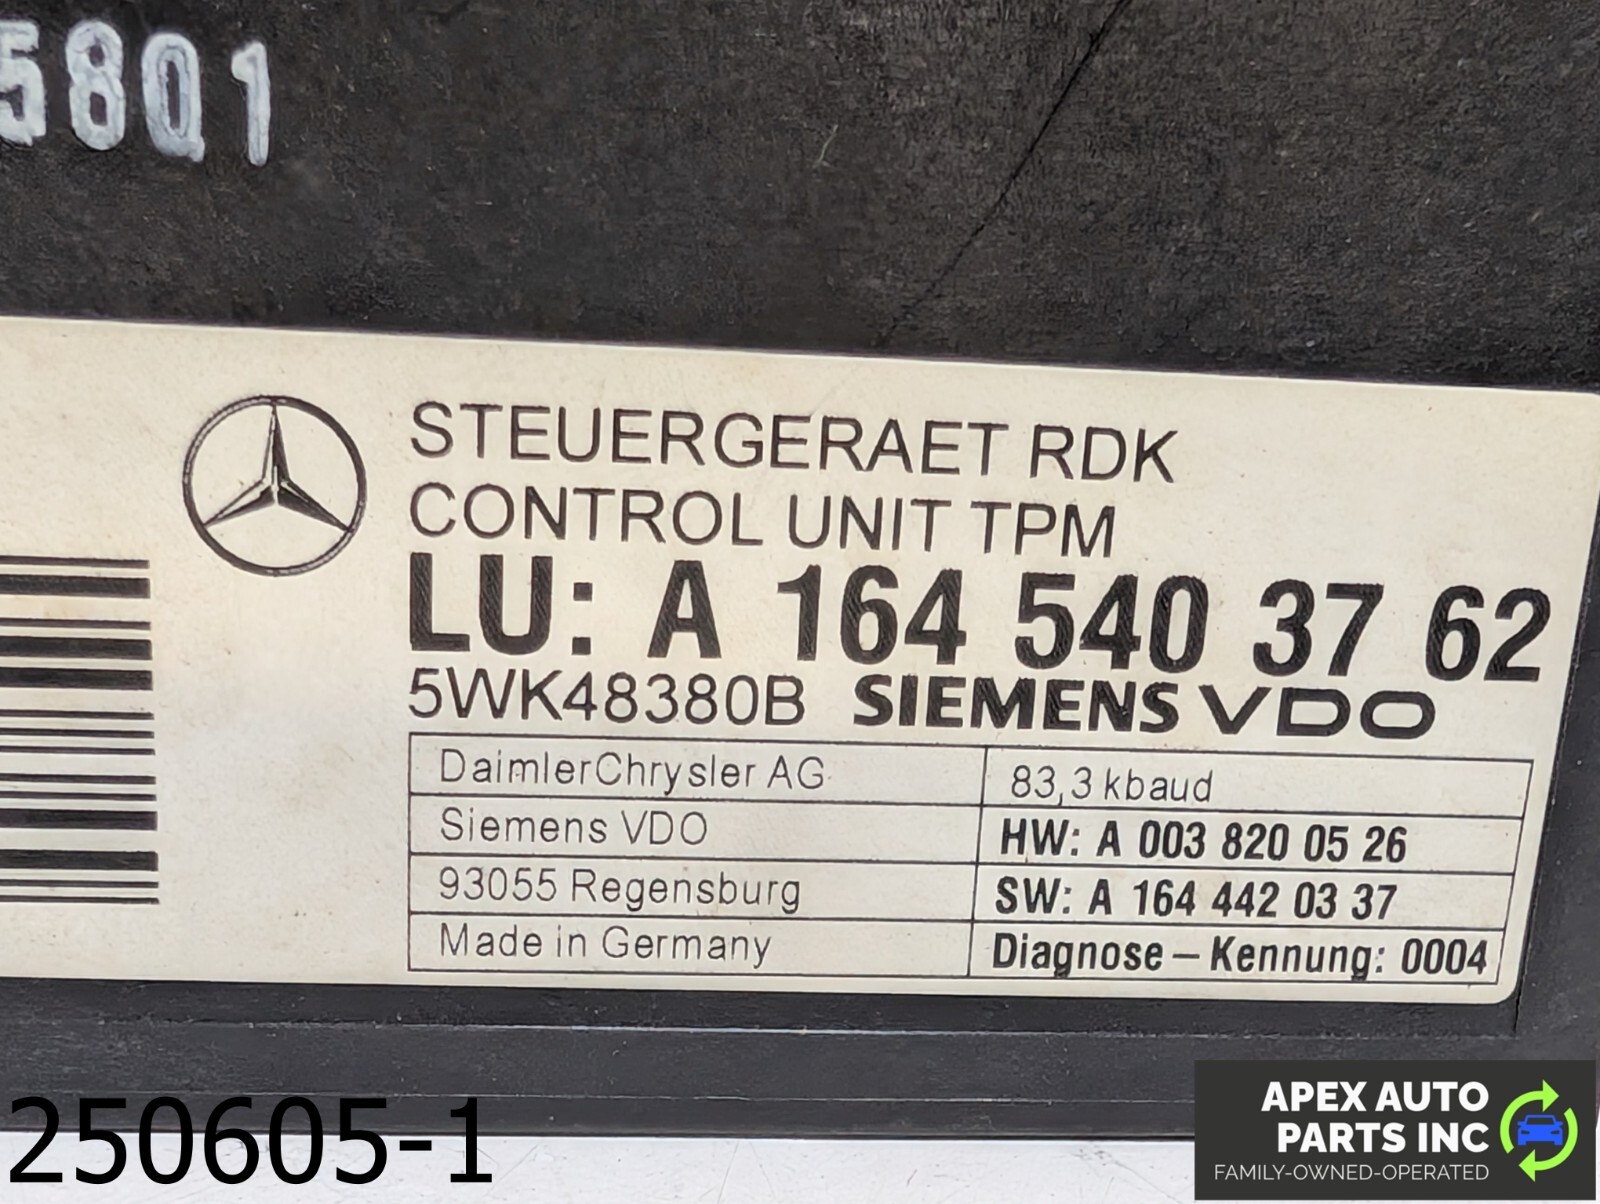 5801
STEUERGERAET RDK
CONTROL UNIT TPM
LU: A 164 540 37 62
5WK48380B SIEMENS VDO
DaimlerChrysler AG 83,3 kbaud
Siemens VDO HW: A 003 820 05 26
93055 Regensburg SW: A 164 442 03 37
Made in Germany Diagnose – Kennung: 0004
250605-1
APEX AUTO
PARTS INC
FAMILY-OWNED-OPERATED